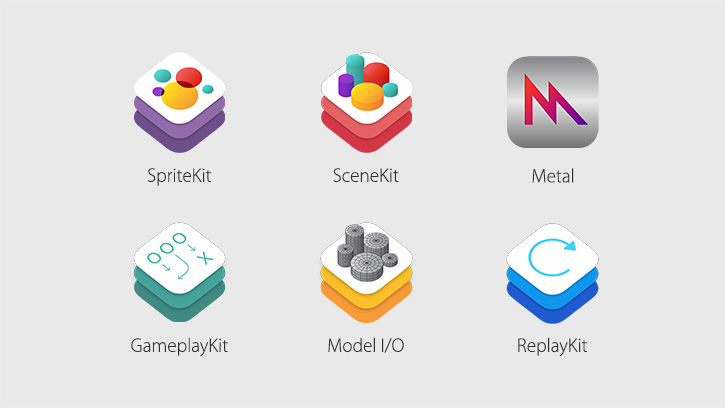 SpriteKit
SceneKit
Metal
GameplayKit
Model I/O
ReplayKit